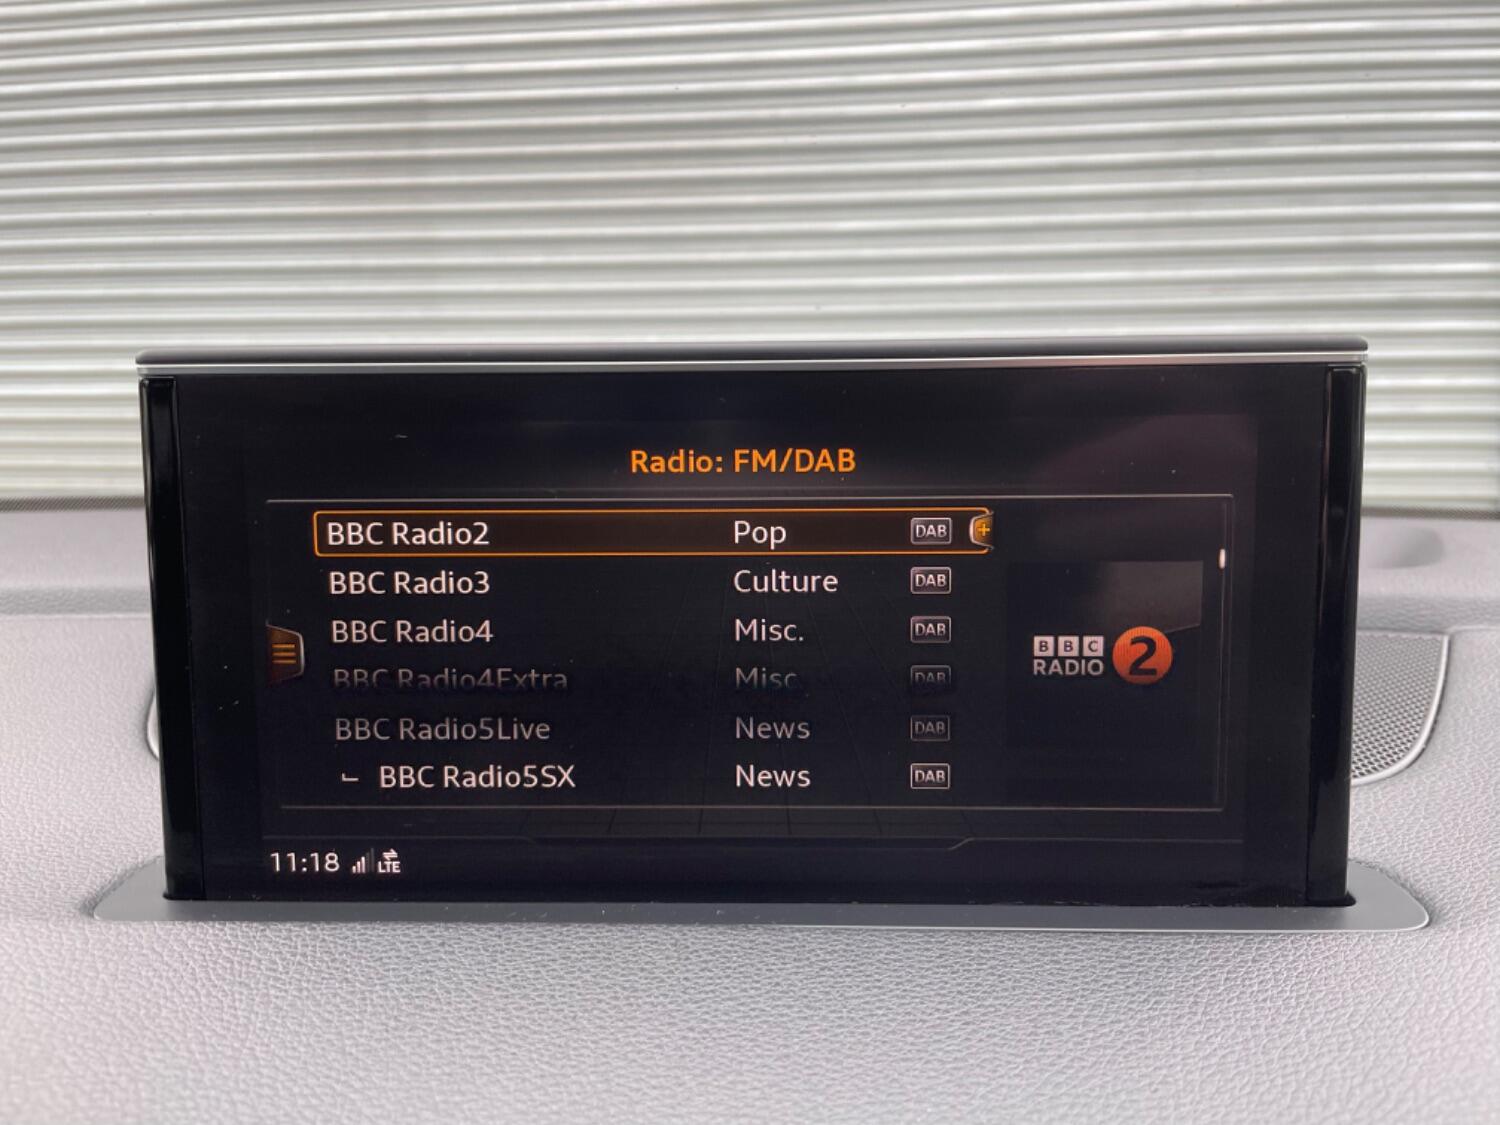 Radio: FM/DAB
BBC Radio2 Pop DAB
BBC Radio3 Culture DAB
BBC Radio4 Misc. DAB
BBC Radio4Extra Misc. DAB
BBC Radio5Live News DAB
BBC Radio5SX News DAB
BBC
RADIO 2
11:18 LTE